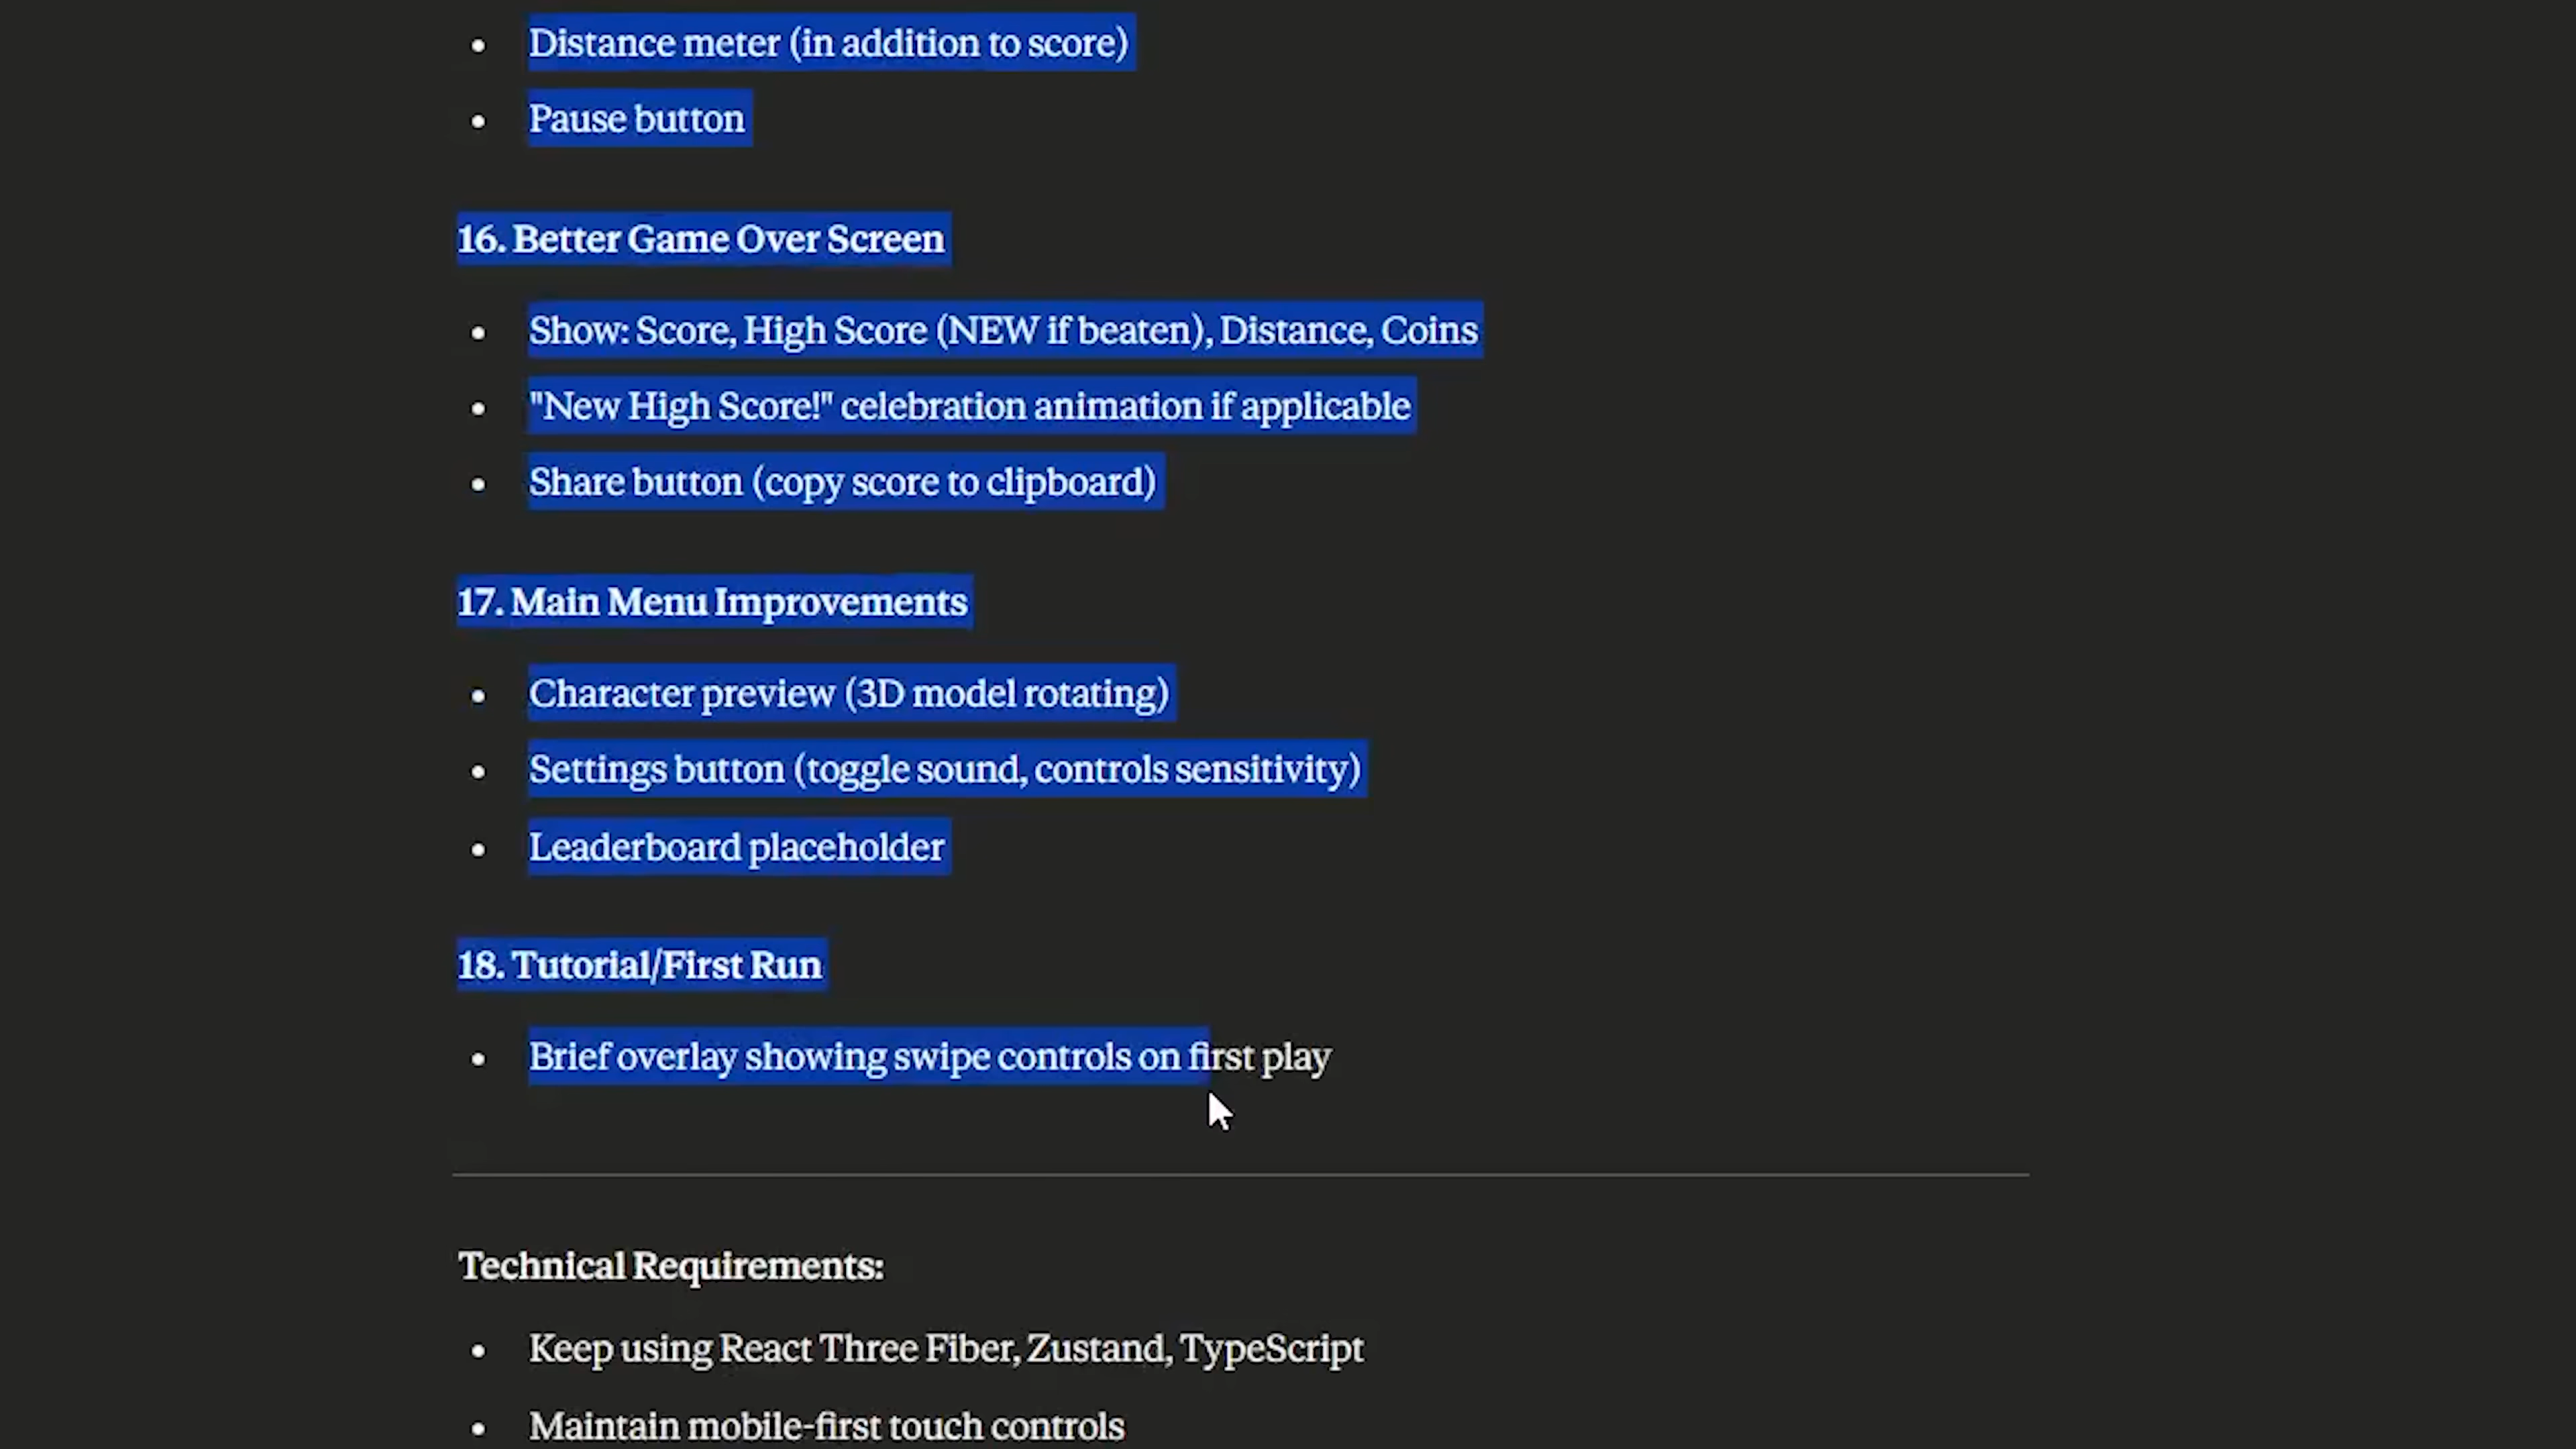 • Distance meter (in addition to score)
• Pause button
16. Better Game Over Screen
• Show: Score, High Score (NEW if beaten), Distance, Coins
• "New High Score!" celebration animation if applicable
• Share button (copy score to clipboard)
17. Main Menu Improvements
• Character preview (3D model rotating)
• Settings button (toggle sound, controls sensitivity)
• Leaderboard placeholder
18. Tutorial/First Run
• Brief overlay showing swipe controls on first play
Technical Requirements:
• Keep using React Three Fiber, Zustand, TypeScript
• Maintain mobile-first touch controls